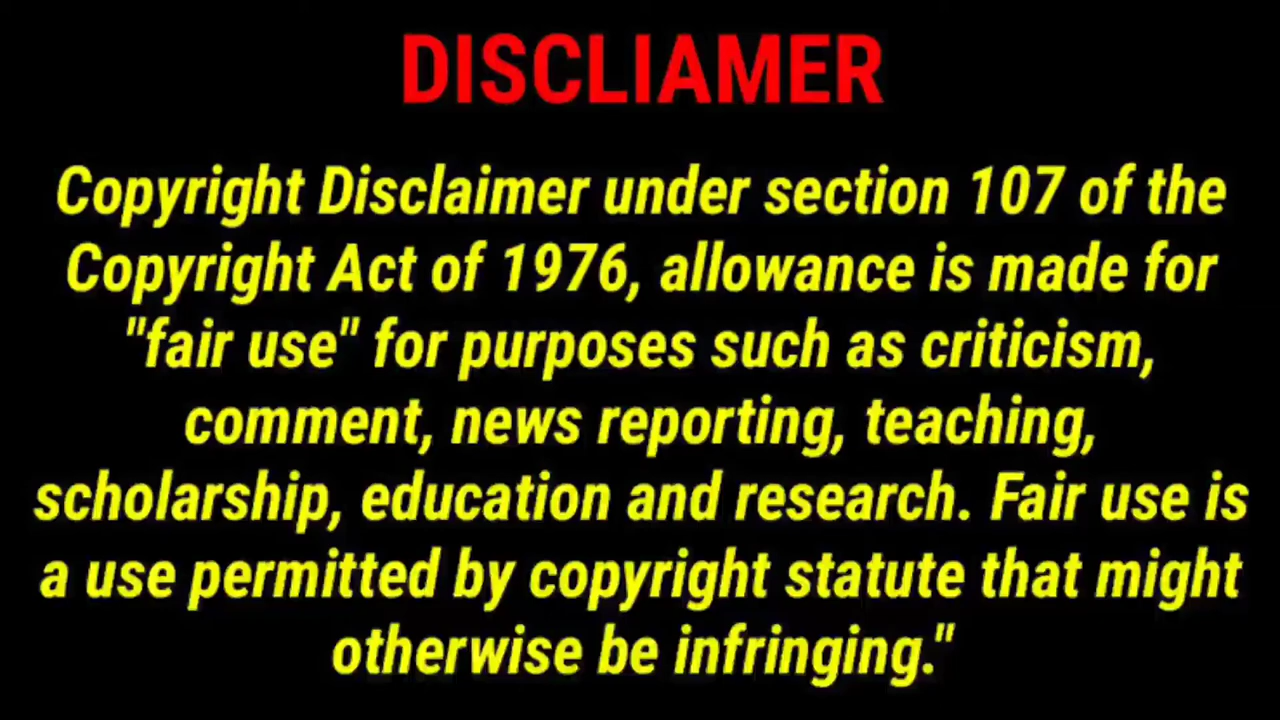 DISCLIAMER
Copyright Disclaimer under section 107 of the
Copyright Act of 1976, allowance is made for
"fair use" for purposes such as criticism,
comment, news reporting, teaching,
scholarship, education and research. Fair use is
a use permitted by copyright statute that might
otherwise be infringing."